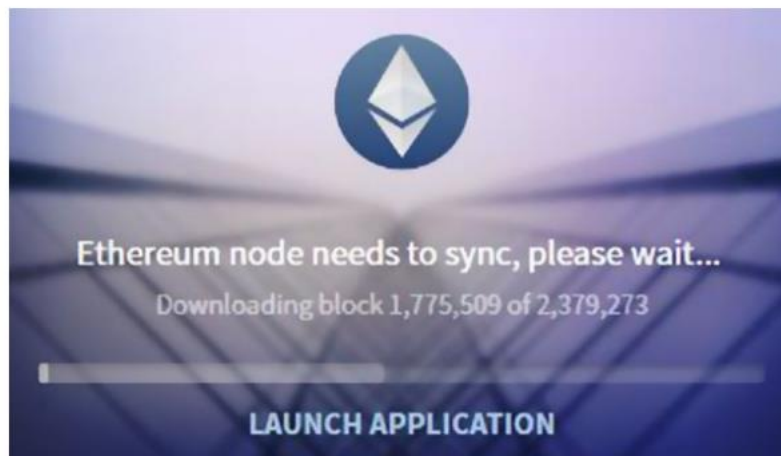 Ethereum node needs to sync, please wait...
Downloading block 1,775,509 of 2,379,273
LAUNCH APPLICATION